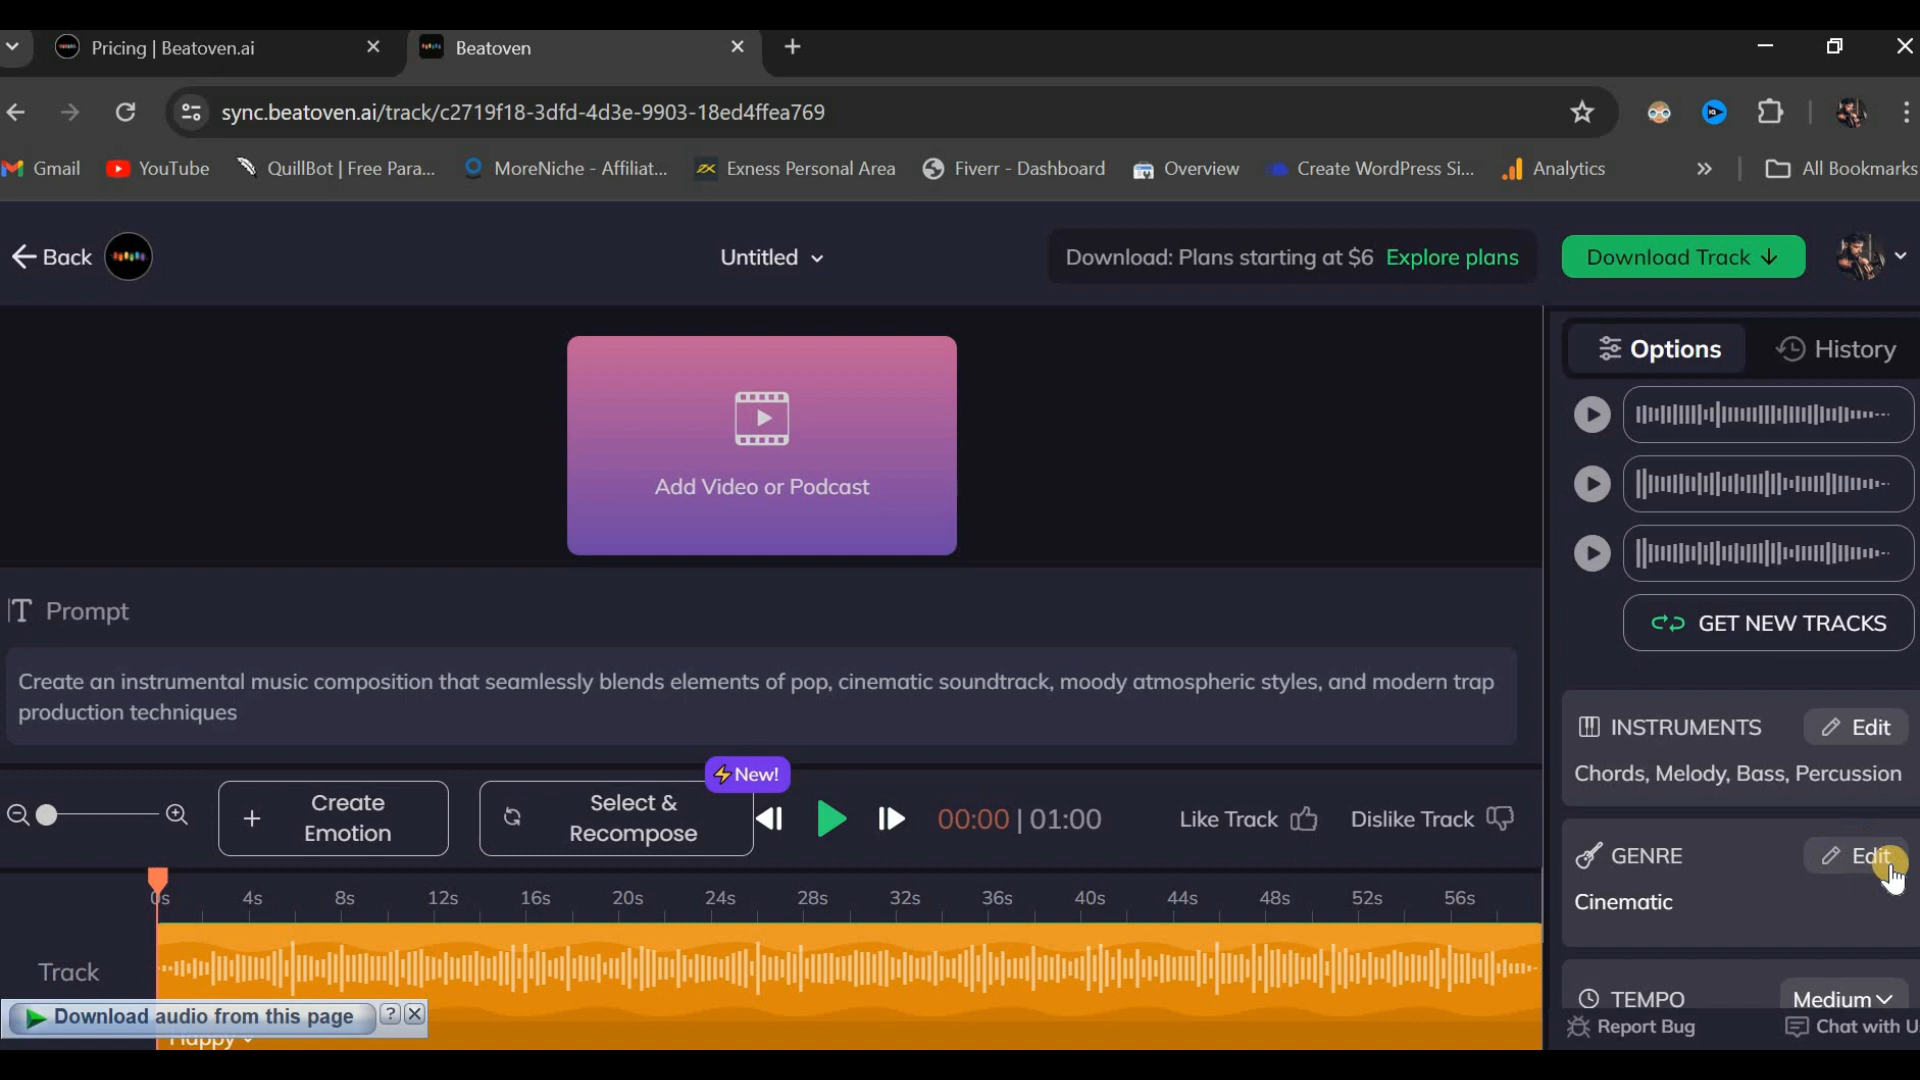 Pricing | Beatoven.ai
Beatoven
sync.beatoven.ai/track/c2719f18-3dfd-4d3e-9903-18ed4ffea769
Gmail
YouTube
QuillBot | Free Para...
MoreNiche - Affiliat...
Exness Personal Area
Fiverr - Dashboard
Overview
Create WordPress Si...
Analytics
All Bookmarks
Back
Untitled
Download: Plans starting at $6 Explore plans
Download Track
Options
History
Add Video or Podcast
GET NEW TRACKS
Prompt
Create an instrumental music composition that seamlessly blends elements of pop, cinematic soundtrack, moody atmospheric styles, and modern trap
production techniques
INSTRUMENTS
Edit
Chords, Melody, Bass, Percussion
New!
Create
Emotion
Select &
Recompose
00:00 | 01:00
Like Track
Dislike Track
GENRE
Edit
Cinematic
0s 4s 8s 12s 16s 20s 24s 28s 32s 36s 40s 44s 48s 52s 56s
Track
TEMPO
Medium
Download audio from this page
?
Happy
Report Bug
Chat with U